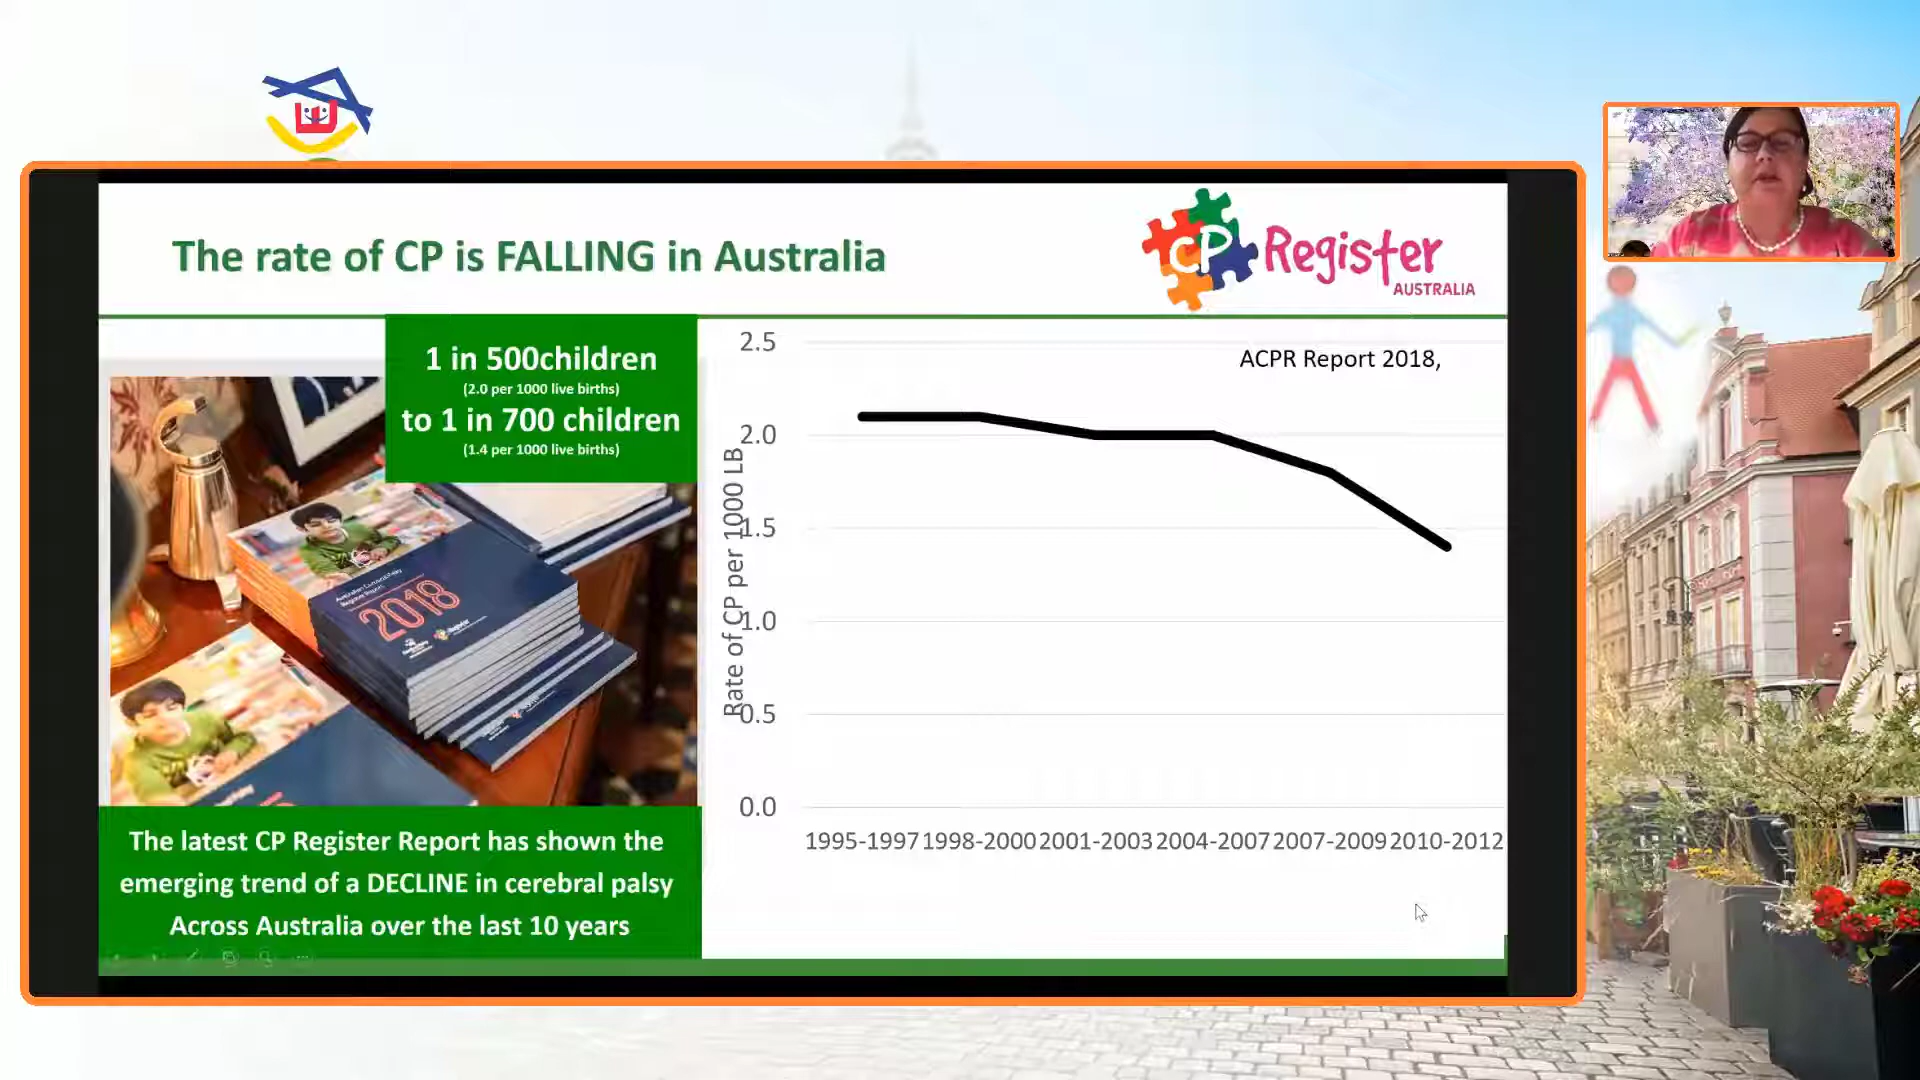 The rate of CP is FALLING in Australia
CP Register
AUSTRALIA
1 in 500children
(2.0 per 1000 live births)
to 1 in 700 children
(1.4 per 1000 live births)
2018
The latest CP Register Report has shown the
emerging trend of a DECLINE in cerebral palsy
Across Australia over the last 10 years
ACPR Report 2018,
Rate of CP per 1000 LB
2.5
2.0
1.5
1.0
0.5
0.0
1995-1997 1998-2000 2001-2003 2004-2007 2007-2009 2010-2012